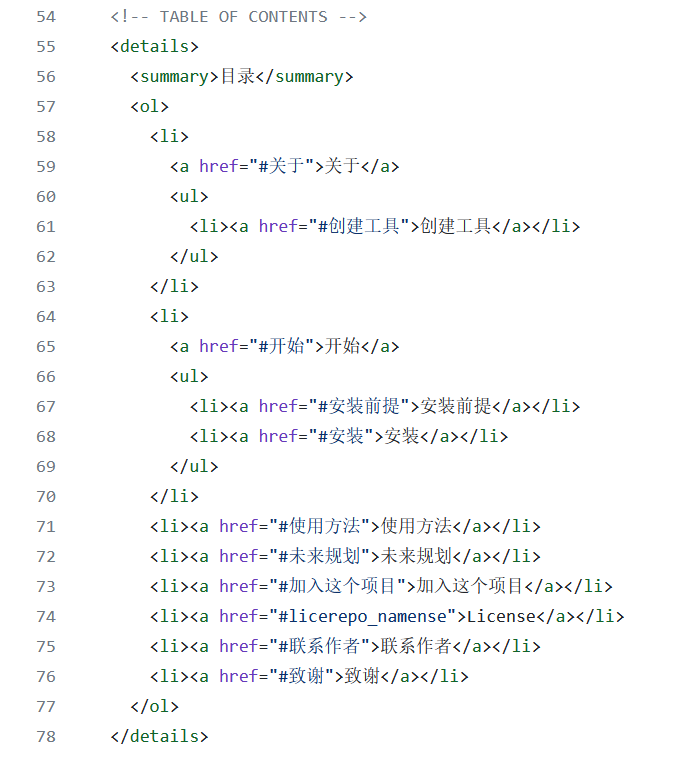 54 <!-- TABLE OF CONTENTS -->
55 <details>
56 <summary>目录</summary>
57 <ol>
58 <li>
59 <a href="#关于">关于</a>
60 <ul>
61 <li><a href="#创建工具">创建工具</a></li>
62 </ul>
63 </li>
64 <li>
65 <a href="#开始">开始</a>
66 <ul>
67 <li><a href="#安装前提">安装前提</a></li>
68 <li><a href="#安装">安装</a></li>
69 </ul>
70 </li>
71 <li><a href="#使用方法">使用方法</a></li>
72 <li><a href="#未来规划">未来规划</a></li>
73 <li><a href="#加入这个项目">加入这个项目</a></li>
74 <li><a href="#licerepo_namense">License</a></li>
75 <li><a href="#联系作者">联系作者</a></li>
76 <li><a href="#致谢">致谢</a></li>
77 </ol>
78 </details>